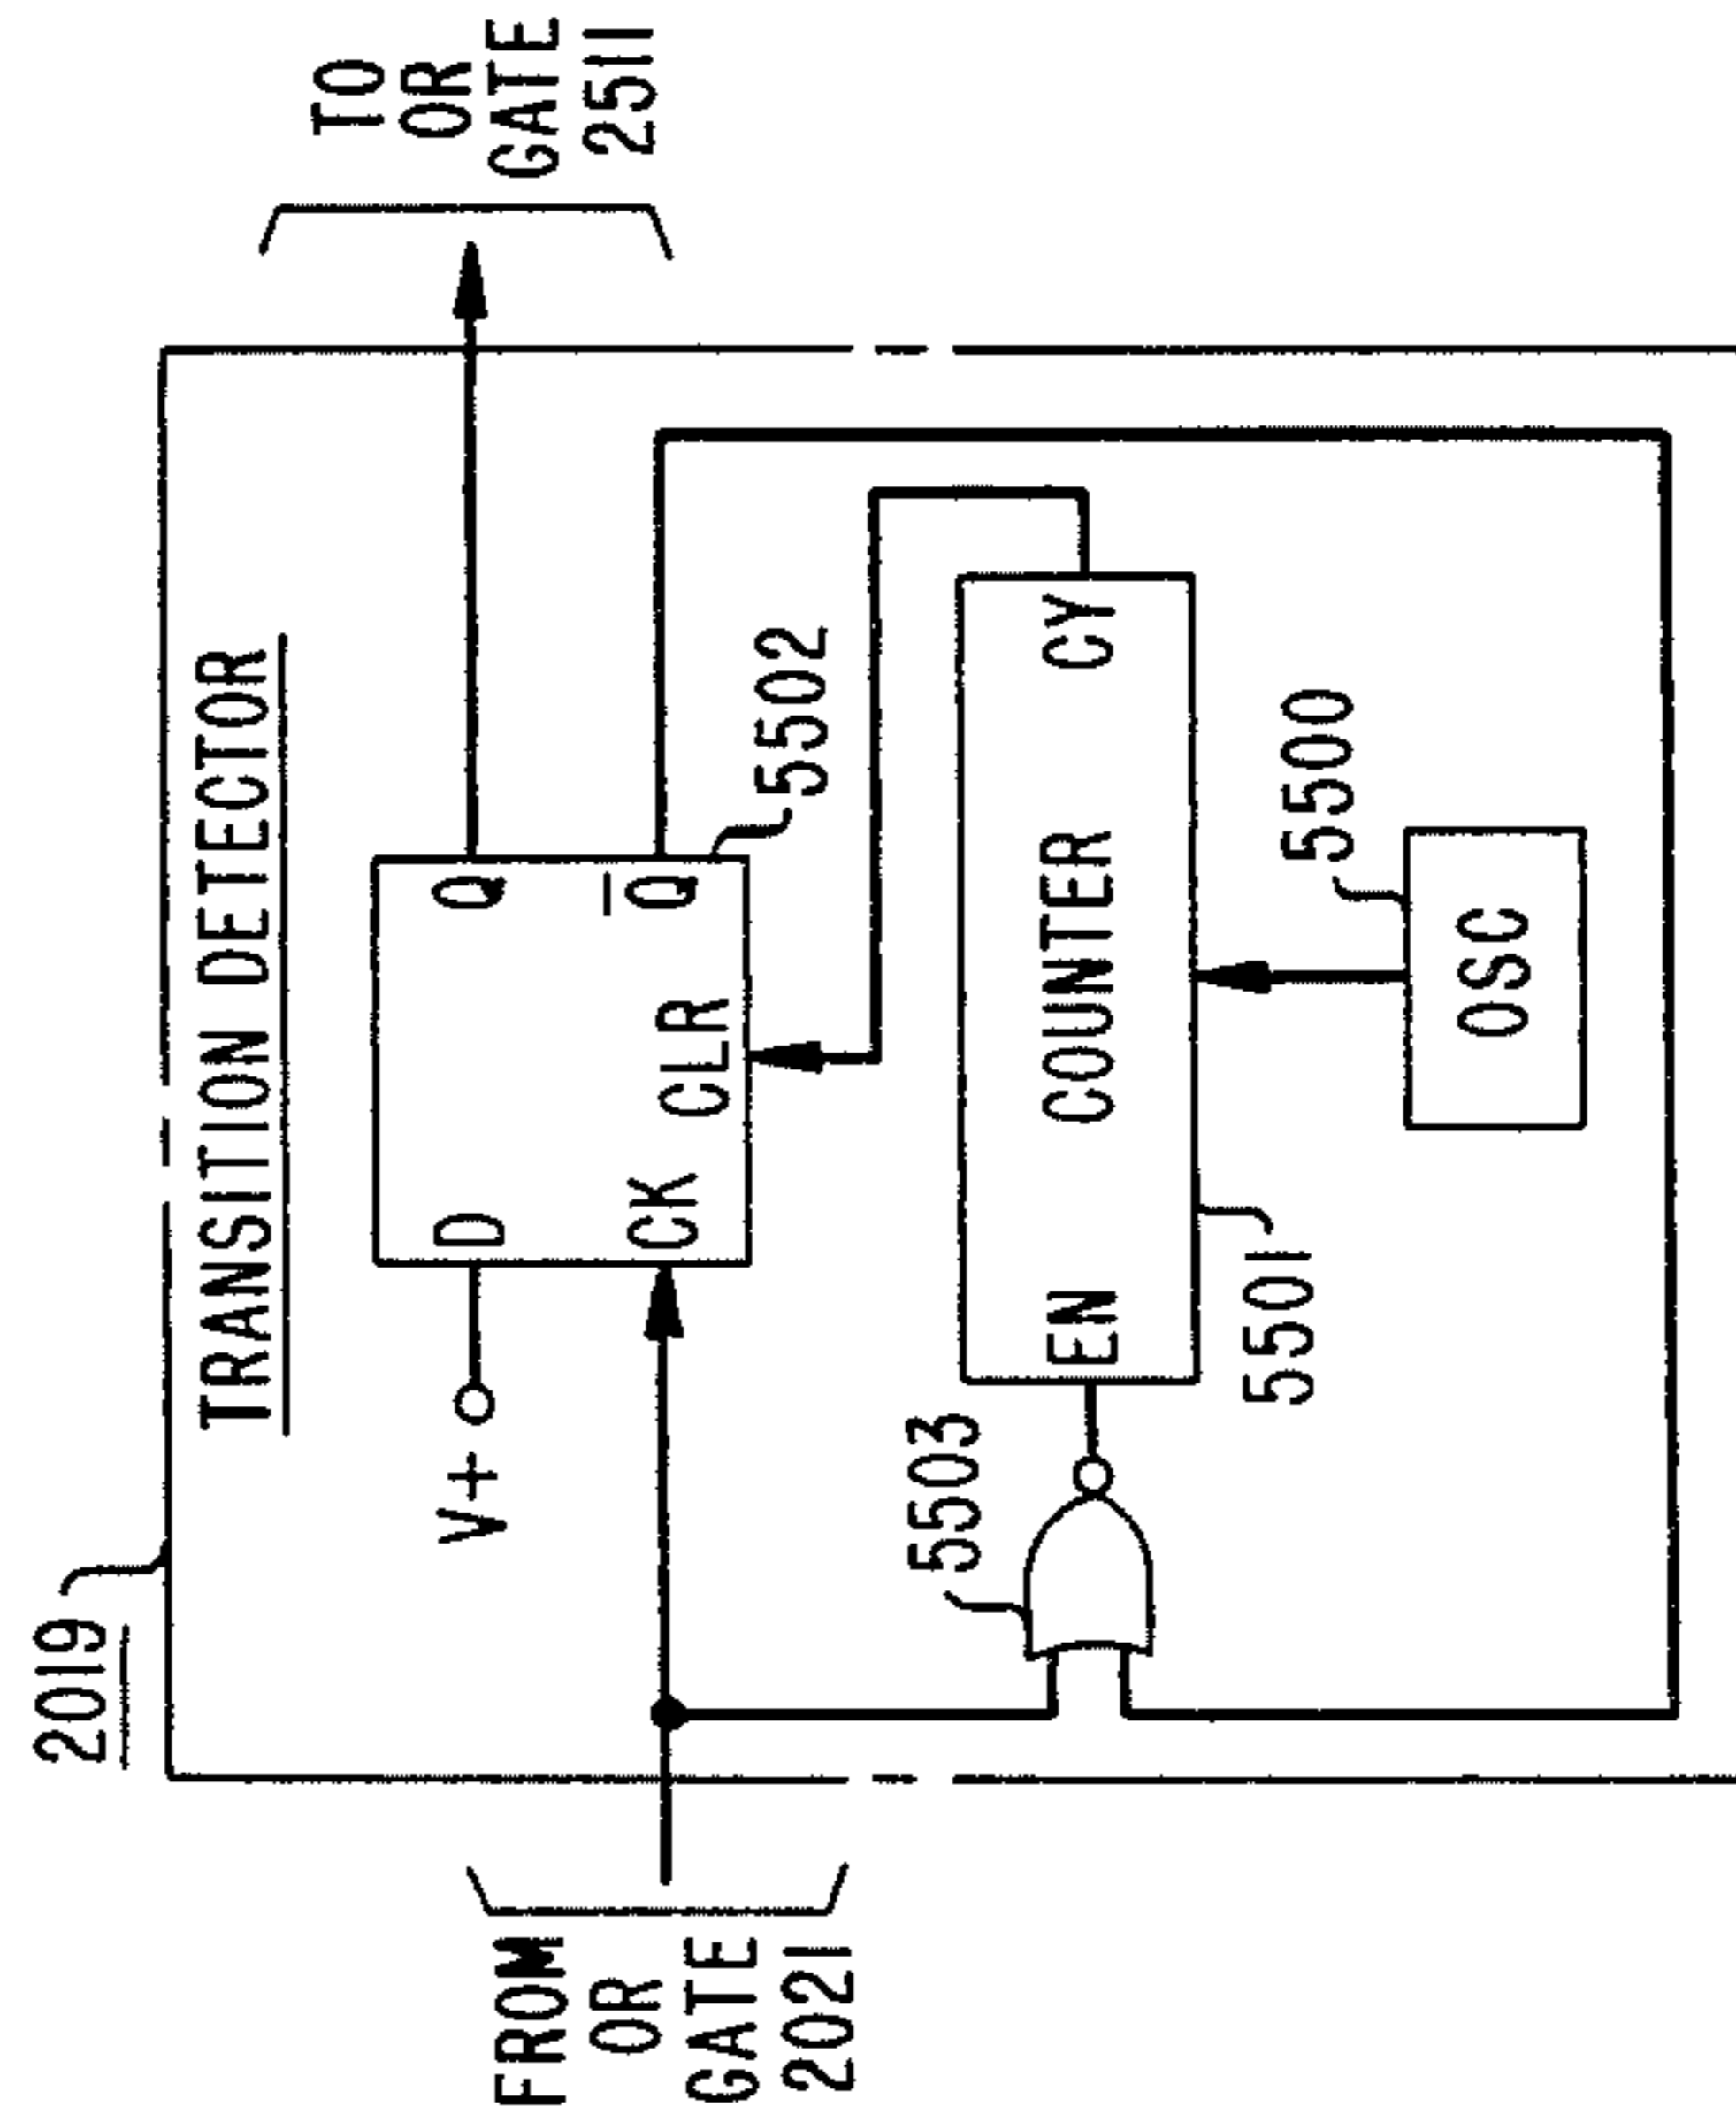 2019
TRANSITION DETECTOR
V+
D
Q
CK
CLR
Q
5502
TO
OR
GATE
2511
FROM
OR
GATE
2021
5503
EN
COUNTER
CY
5501
5500
OSC